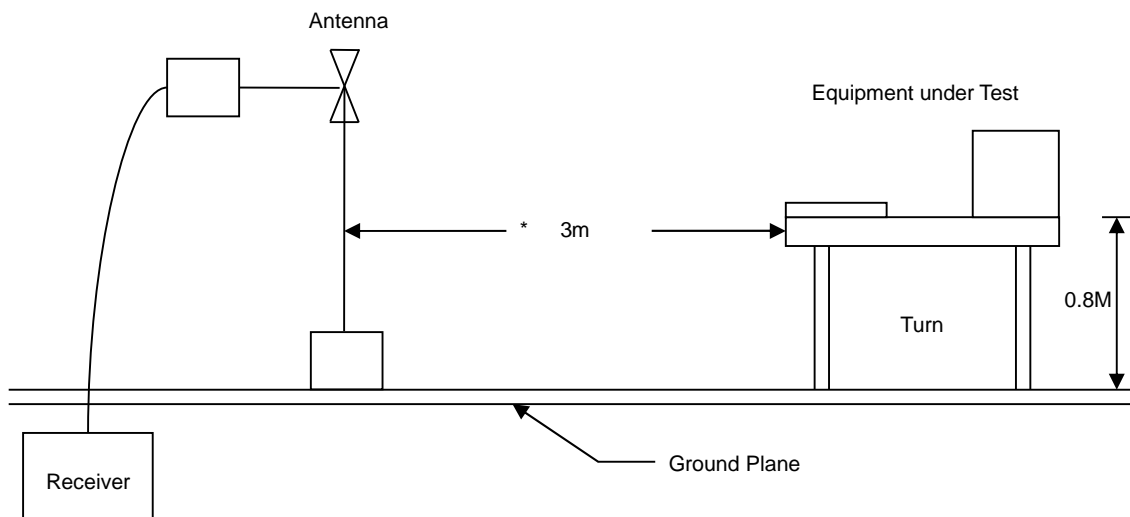 Antenna
Equipment under Test
* 3m
0.8M
Turn
Ground Plane
Receiver